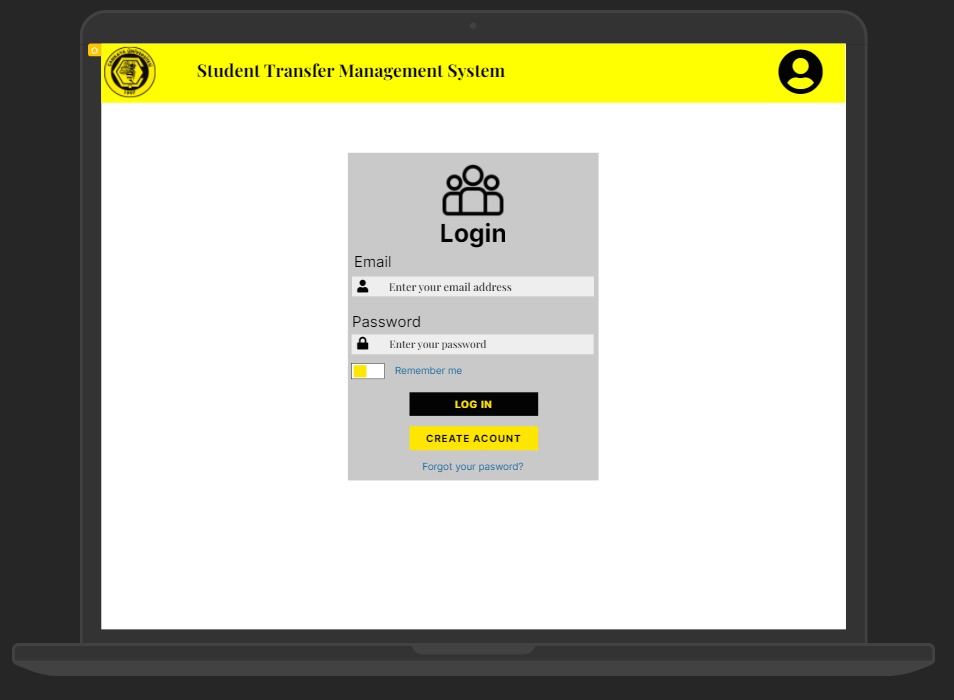 Student Transfer Management System
Login
Email
Enter your email address
Password
Enter your password
Remember me
LOG IN
CREATE ACOUNT
Forgot your pasword?